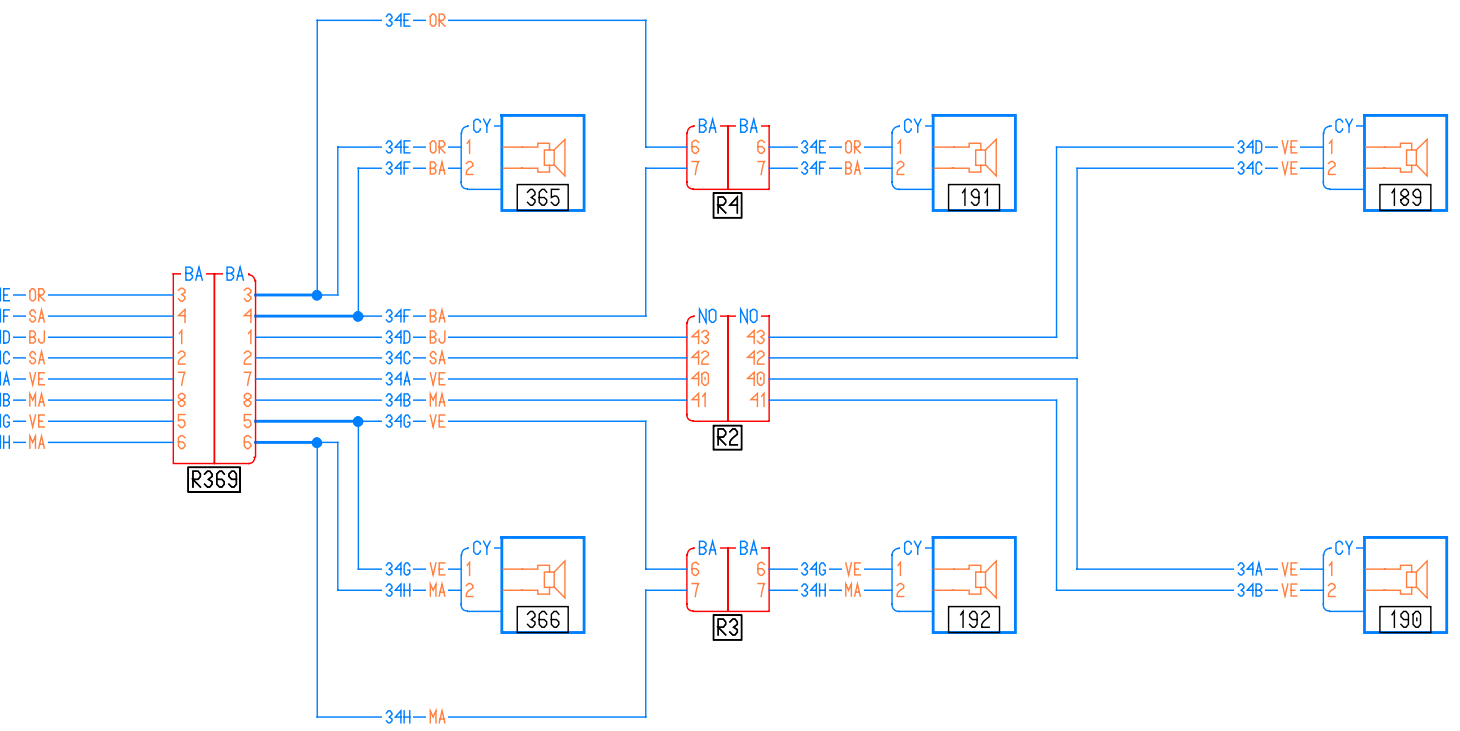 34E OR
CY
BA BA
CY
CY
34E OR 1
6 6 34E OR 1
34D VE 1
34F BA 2
7 7 34F BA 2
34C VE 2
365
R4
191
189
BA BA
E OR 3 3
F SA 4 4 34F BA
NO NO
D BJ 1 1 34D BJ 43 43
C SA 2 2 34C SA 42 42
A VE 7 7 34A VE 40 40
B MA 8 8 34B MA 41 41
G VE 5 5 34G VE
H MA 6 6
R2
R369
CY
BA BA
CY
CY
34G VE 1
6 6 34G VE 1
34A VE 1
34H MA 2
7 7 34H MA 2
34B VE 2
366
R3
192
190
34H MA